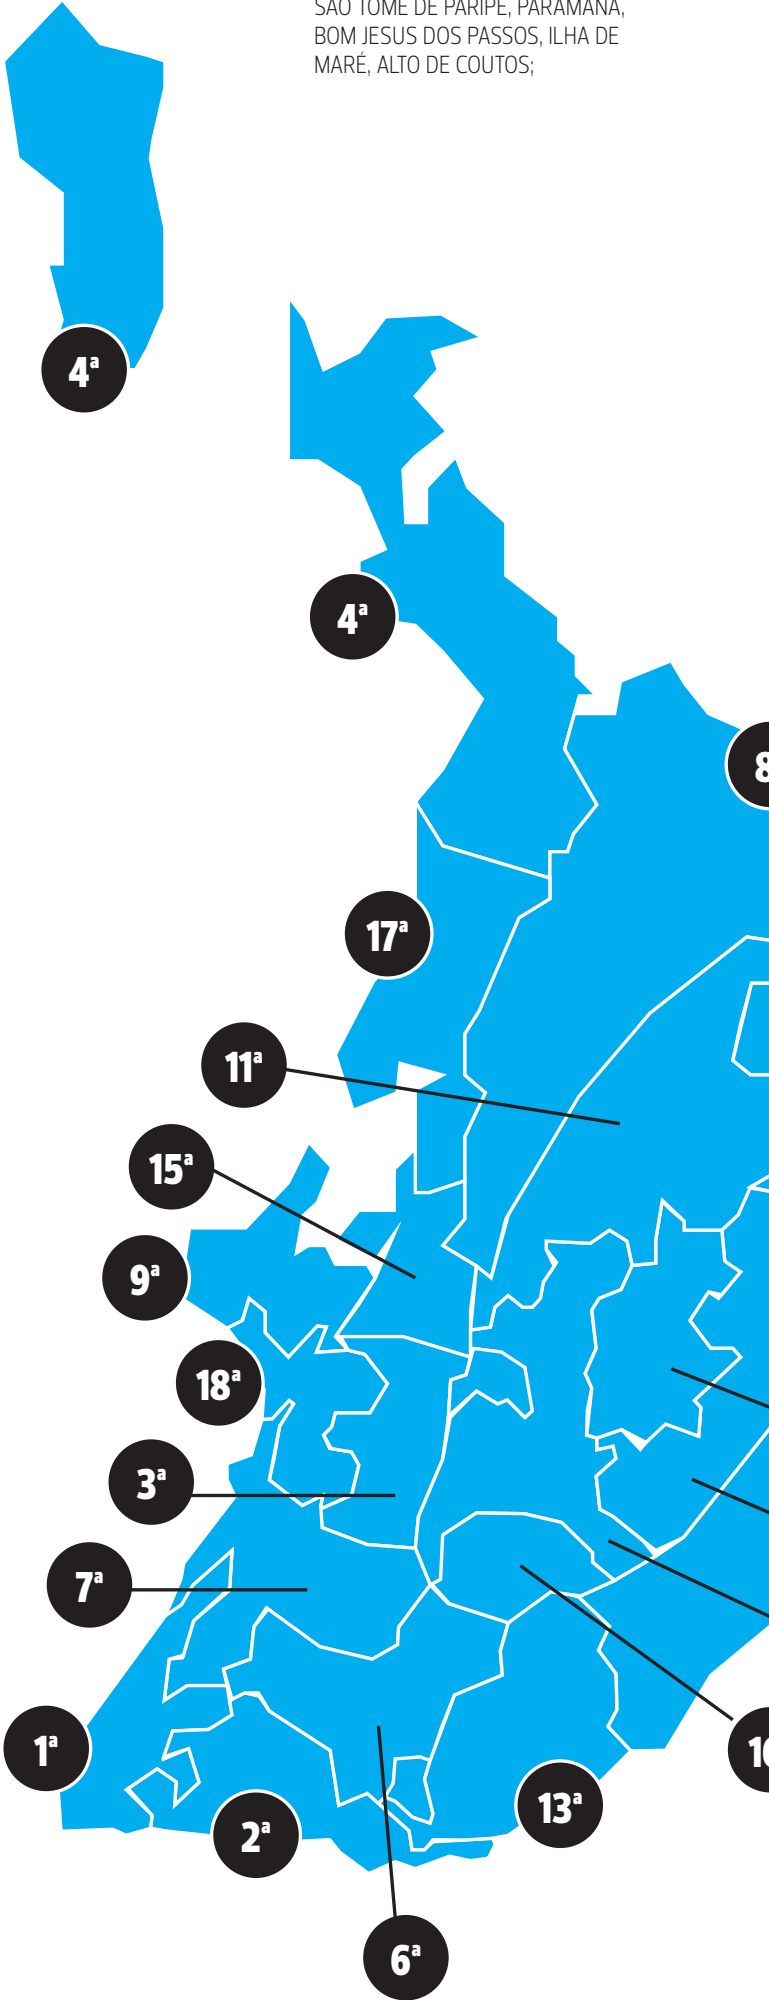 SÃO TOMÉ DE PARIPE, PARAMANA,
BOM JESUS DOS PASSOS, ILHA DE
MARÉ, ALTO DE COUTOS;
4ª
4ª
8
17ª
11ª
15ª
9ª
18ª
3ª
7ª
1ª
13ª
2ª
6ª